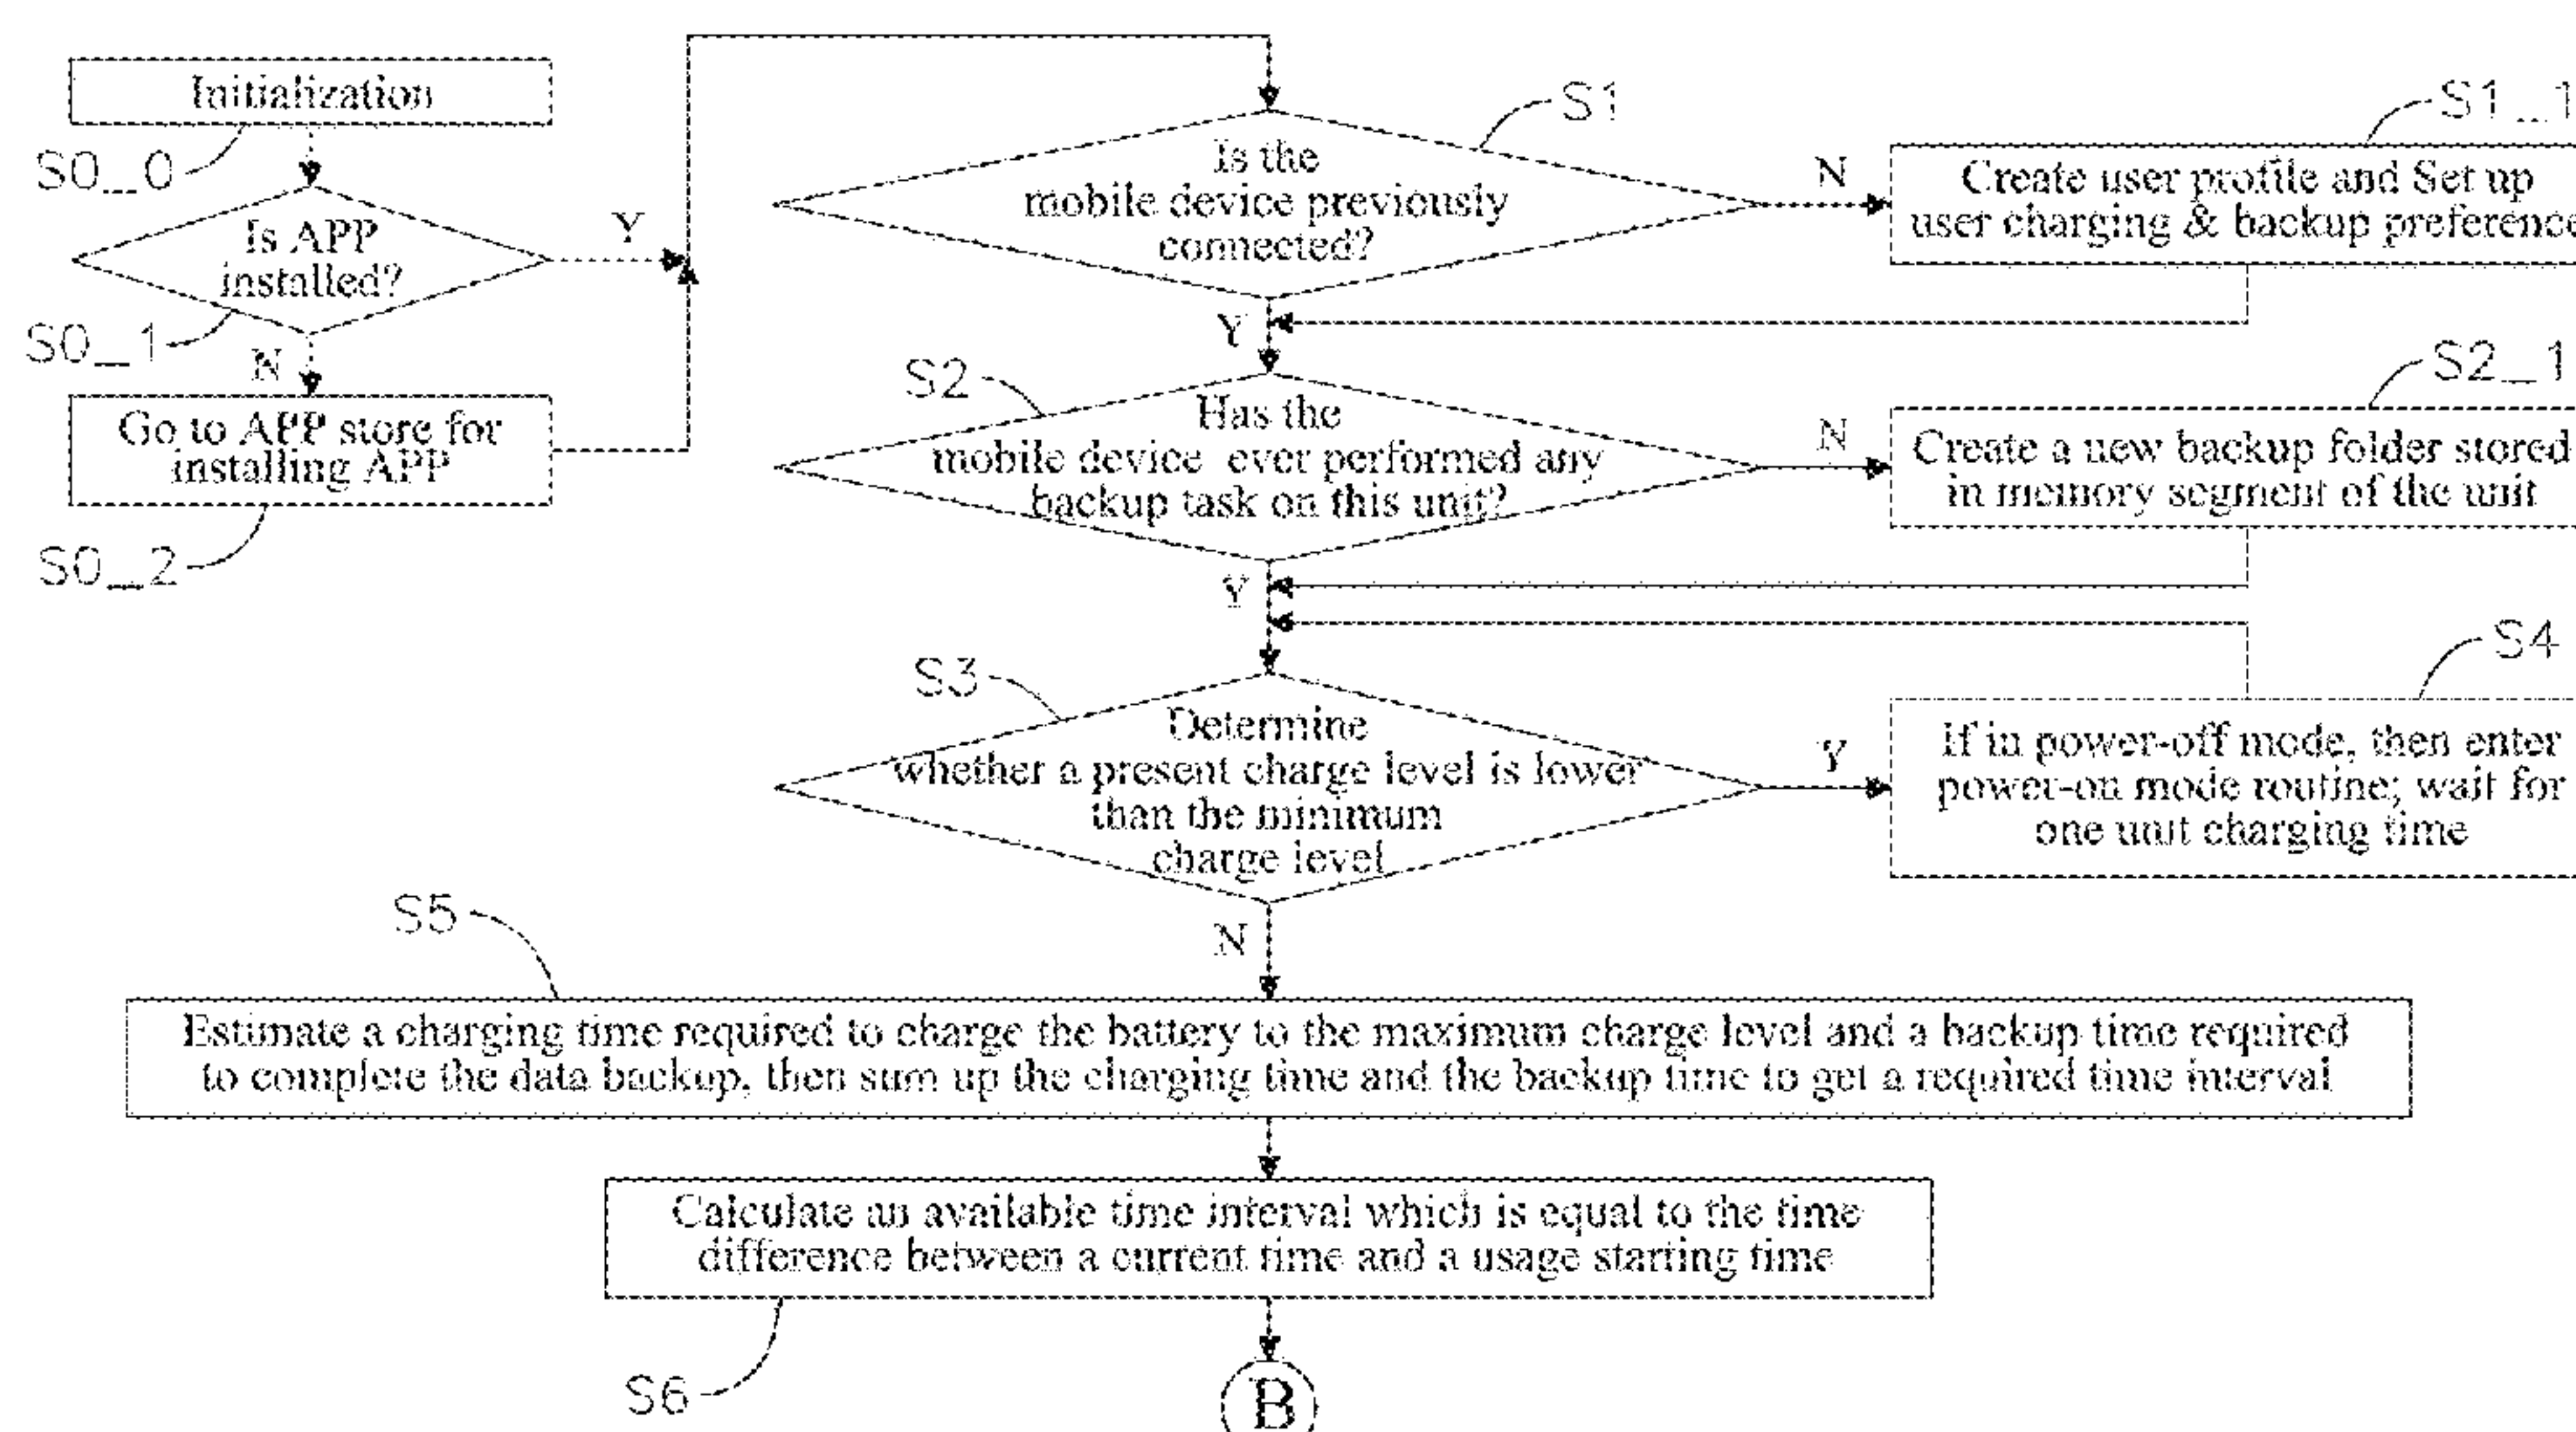 Initialization
S0_0
Is APP
installed?
Y
S0_1
N
Go to APP store for
installing APP
S0_2
S1
Is the
mobile device previously
connected?
N
S1_1
Create user profile and Set up
user charging & backup preference
Y
S2
Has the
mobile device ever performed any
backup task on this unit?
N
S2_1
Create a new backup folder stored
in memory segment of the unit
Y
S3
Determine
whether a present charge level is lower
than the minimum
charge level
Y
S4
If in power-off mode, then enter
power-on mode routine; wait for
one unit charging time
N
S5
Estimate a charging time required to charge the battery to the maximum charge level and a backup time required
to complete the data backup, then sum up the charging time and the backup time to get a required time interval
Calculate an available time interval which is equal to the time
difference between a current time and a usage starting time
S6
B